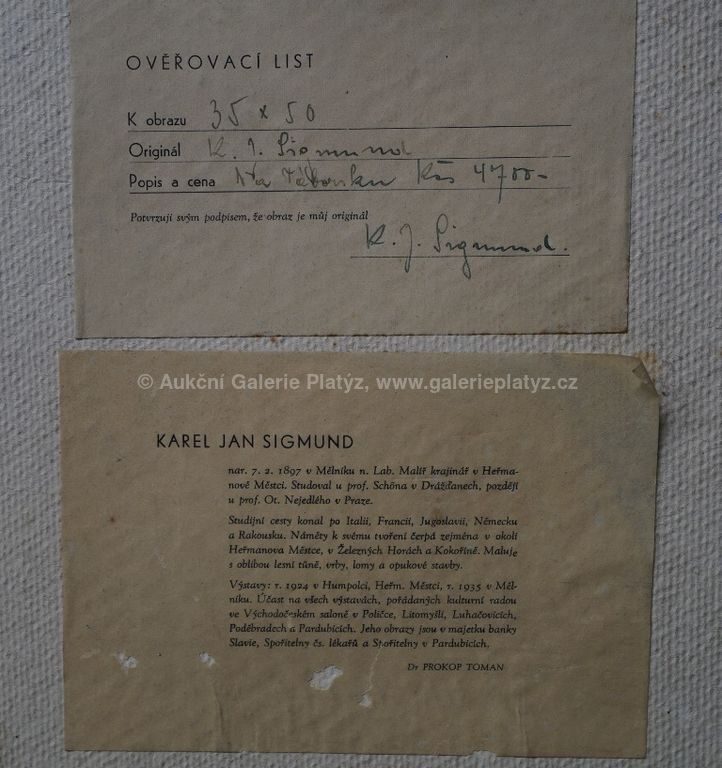 OVĚŘOVACÍ LIST
K obrazu 35 x 50
Originál K. J. Sigmund
Popis a cena Na Táborsku Kčs 4700-
Potvrzuji svým podpisem, že obraz je můj originál
K. J. Sigmund.
© Aukční Galerie Platýz, www.galerieplatyz.cz
KAREL JAN SIGMUND
nar. 7. 2. 1897 v Mělníku n. Lab. Malíř krajinář v Heřma-
nově Městci. Studoval u prof. Schöna v Drážďanech, později
u prof. Ot. Nejedlého v Praze.
Studijní cesty konal po Italii, Francii, Jugoslavii, Německu
a Rakousku. Náměty k svému tvoření čerpá zejména v okolí
Heřmanova Městce, v Železných Horách a Kokoříně. Maluje
s oblibou lesní tůně, vrby, lomy a opukové stavby.
Výstavy: r. 1924 v Humpolci, Heřm. Městci, r. 1935 v Měl-
níku. Účast na všech výstavách, pořádaných kulturní radou
ve Východočeském saloně v Poličce, Litomyšli, Luhačovicích,
Poděbradech a Pardubicích. Jeho obrazy jsou v majetku banky
Slavie, Spořitelny čs. lékařů a Spořitelny v Pardubicích.
Dr PROKOP TOMAN